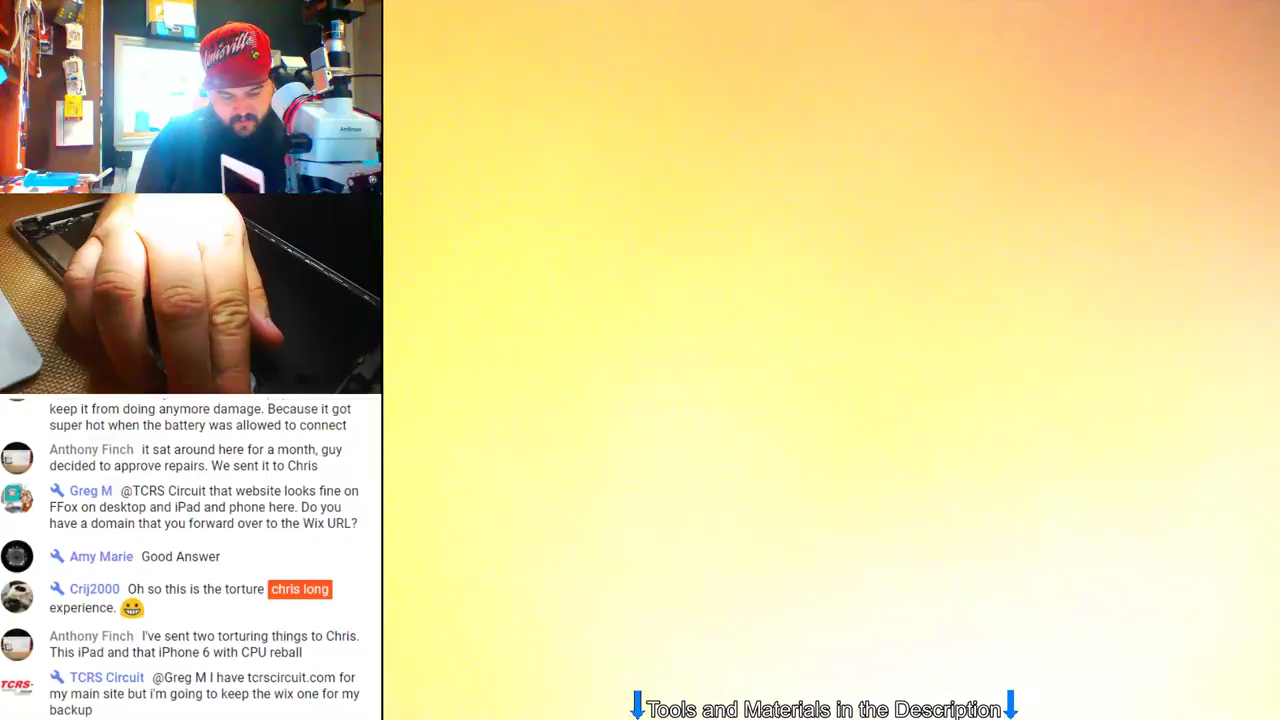 Louisville
AmScope
keep it from doing anymore damage. Because it got
super hot when the battery was allowed to connect
Anthony Finch it sat around here for a month, guy
decided to approve repairs. We sent it to Chris
Greg M @TCRS Circuit that website looks fine on
FFox on desktop and iPad and phone here. Do you
have a domain that you forward over to the Wix URL?
Amy Marie Good Answer
Crij2000 Oh so this is the torture chris long
experience.
Anthony Finch I've sent two torturing things to Chris.
This iPad and that iPhone 6 with CPU reball
TCRS-
TCRS Circuit @Greg M I have tcrscircuit.com for
my main site but i'm going to keep the wix one for my
backup
Tools and Materials in the Description